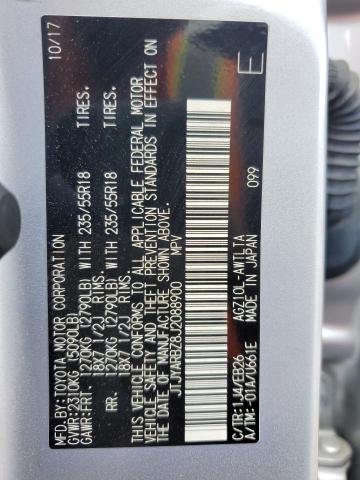 MFD.BY:TOYOTA MOTOR CORPORATION 10/17
GVWR:2310KG (5090LB)
GAWR:FRT. 1270KG (2790LB) WITH 235/55R18 TIRES.
18X7 1/2J RIMS
RR. 1270KG (2790LB) WITH 235/55R18 TIRES.
18X7 1/2J RIMS
THIS VEHICLE CONFORMS TO ALL APPLICABLE FEDERAL MOTOR
VEHICLE SAFETY AND THEFT PREVENTION STANDARDS IN EFFECT ON
THE DATE OF MANUFACTURE SHOWN ABOVE.
JTJYARBZ8J2088900 MPV E
C/TR:1J4/EB26 AGZ10L-AWTLTA
A/TM:-01A/U661E MADE IN JAPAN 099